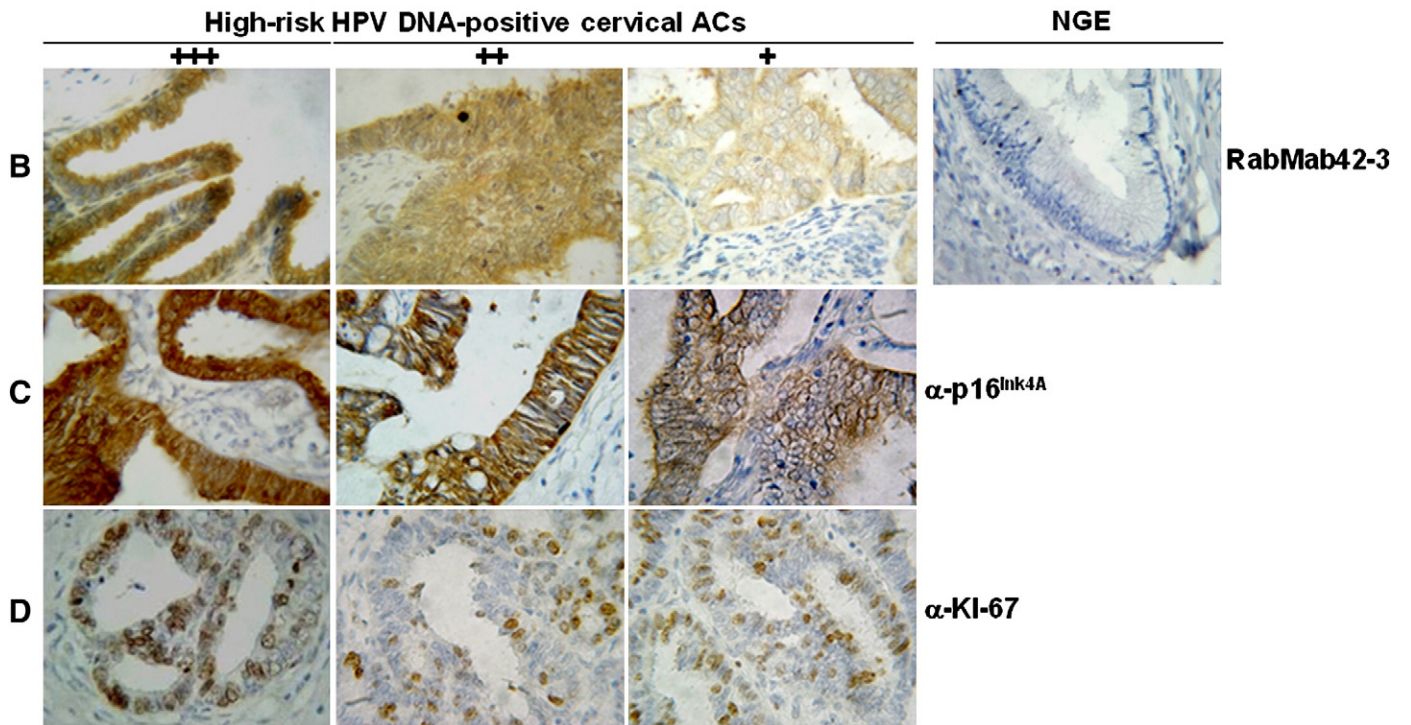 High-risk HPV DNA-positive cervical ACs
NGE
+++
++
+
B
RabMab42-3
C
α-p16Ink4A
D
α-KI-67